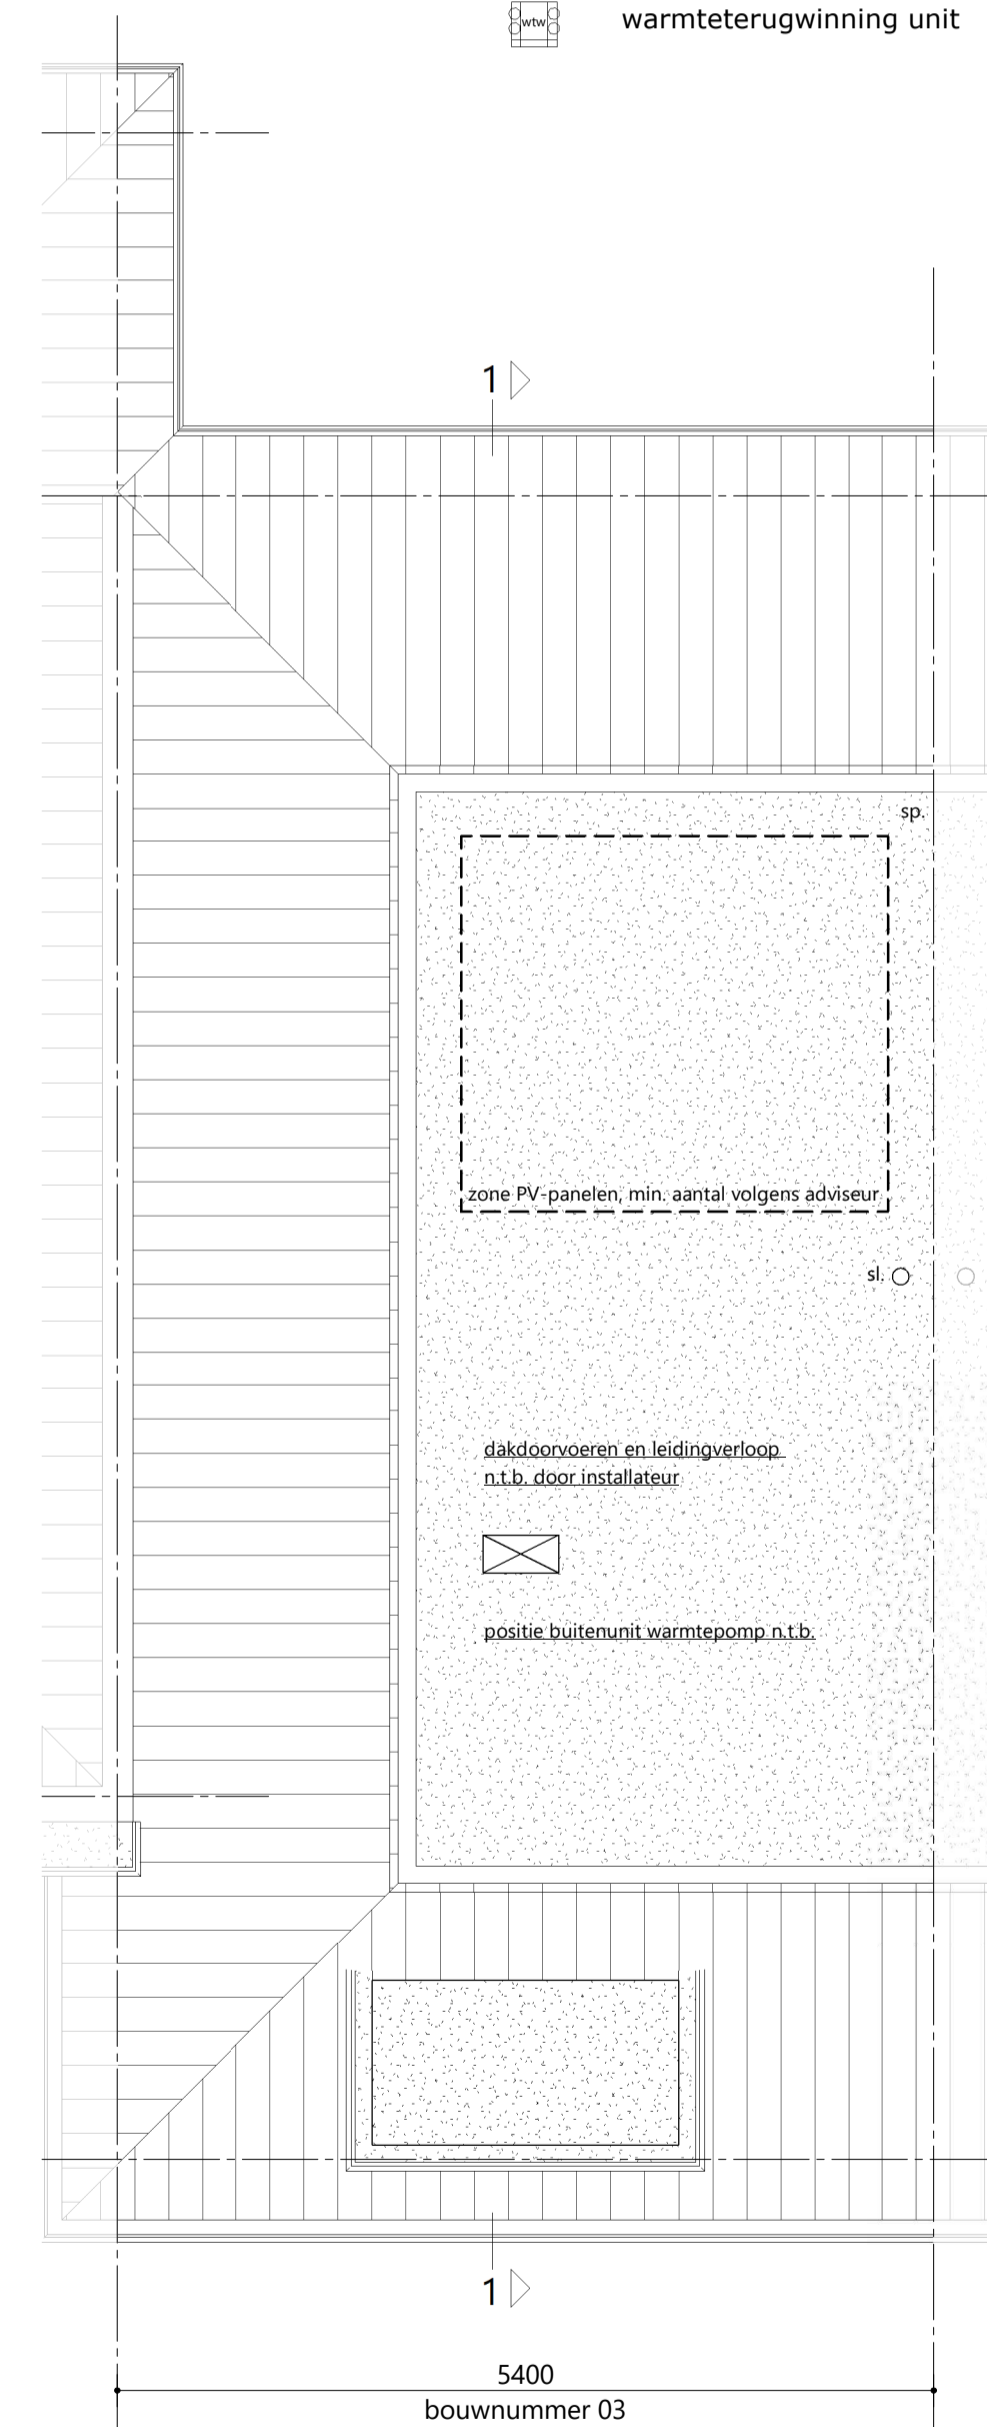 wtw
warmteterugwinning unit
1
sp.
zone PV-panelen, min. aantal volgens adviseur
sl.
dakdoorvoeren en leidingverloop
n.t.b. door installateur
positie buitenunit warmtepomp n.t.b.
1
5400
bouwnummer 03